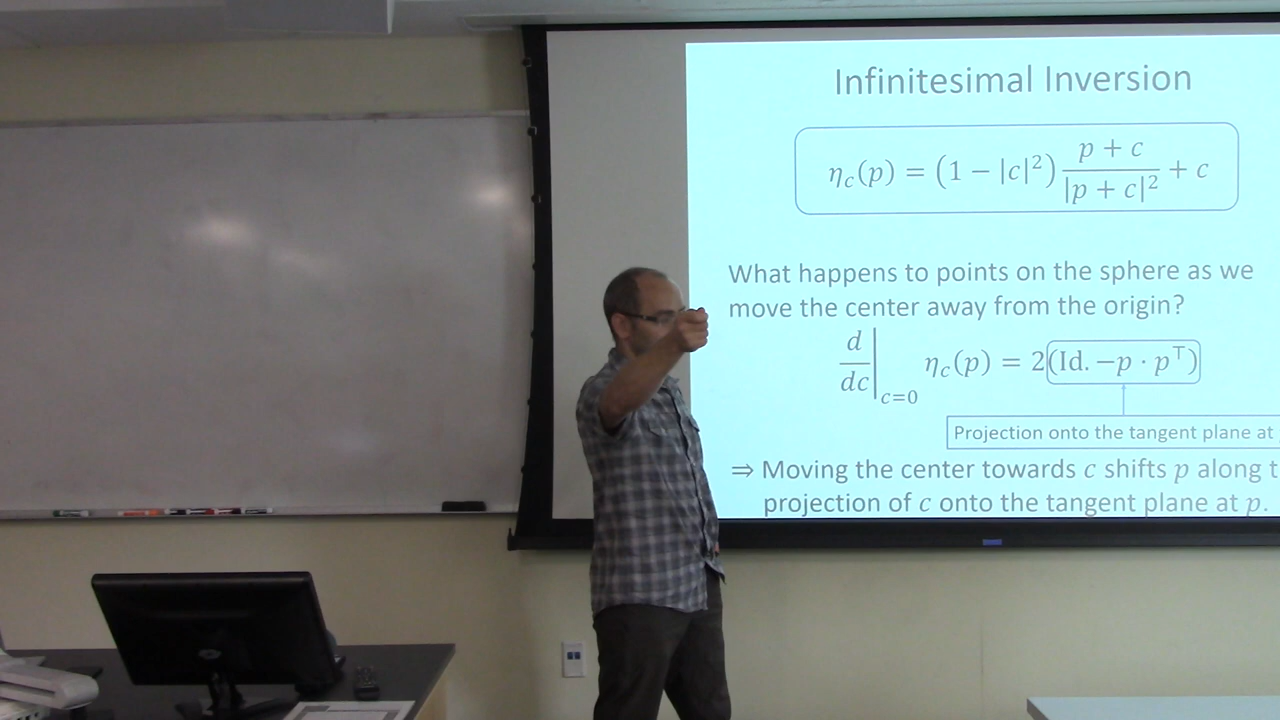 Infinitesimal Inversion
η_c(p) = (1 − |c|²) (p + c)/|p + c|² + c
What happens to points on the sphere as we
move the center away from the origin?
d/dc |_{c=0} η_c(p) = 2(Id. −p · p^⊤)
Projection onto the tangent plane at
⇒ Moving the center towards c shifts p along
projection of c onto the tangent plane at p.